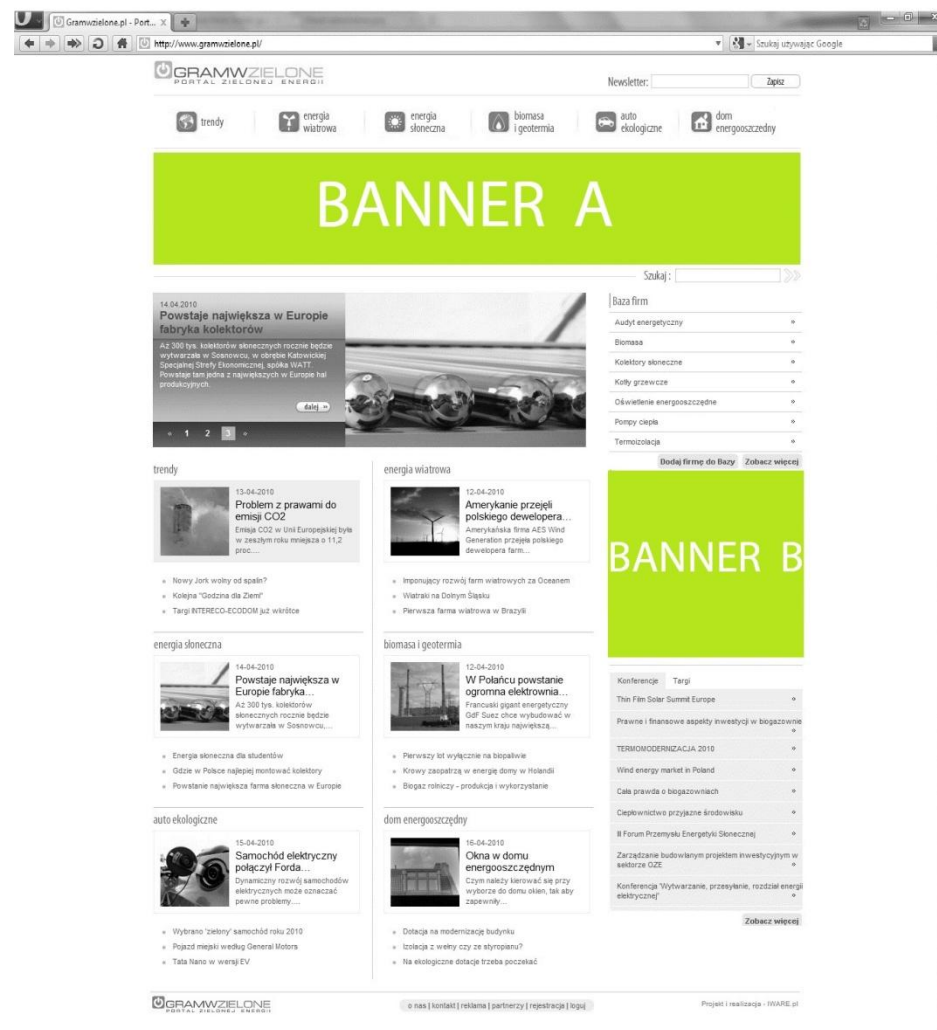 Gramwzielone.pl - Port...
http://www.gramwzielone.pl/
Szukaj używając Google
GRAMWZIELONE
PORTAL ZIELONEJ ENERGII
Newsletter:
Zapisz
trendy
energia
wiatrowa
energia
słoneczna
biomasa
i geotermia
auto
ekologiczne
dom
energooszczedny
BANNER A
Szukaj :
14.04.2010
Powstaje największa w Europie
fabryka kolektorów
Aż 300 tys. kolektorów słonecznych rocznie będzie
wytwarzała w Sosnowcu, w obrębie Katowickiej
Specjalnej Strefy Ekonomicznej, spółka WATT.
Powstaje tam jedna z największych w Europie hal
produkcyjnych.
dalej »
« 1 2 3 »
Baza firm
Audyt energetyczny
Biomasa
Kolektory słoneczne
Kotły grzewcze
Oświetlenie energooszczędne
Pompy ciepła
Termoizolacja
Dodaj firmę do Bazy Zobacz więcej
trendy
13-04-2010
Problem z prawami do
emisji CO2
Emisja CO2 w Unii Europejskiej była
w zeszłym roku mniejsza o 11,2
proc....
Nowy Jork wolny od spalin?
Kolejna "Godzina dla Ziemi"
Targi INTERECO-ECODOM już wkrótce
energia wiatrowa
12-04-2010
Amerykanie przejęli
polskiego dewelopera...
Amerykańska firma AES Wind
Generation przejęła polskiego
dewelopera farm...
Imponujący rozwój farm wiatrowych za Oceanem
Wiatraki na Dolnym Śląsku
Pierwsza farma wiatrowa w Brazylii
BANNER B
energia słoneczna
14-04-2010
Powstaje największa w
Europie fabryka...
Aż 300 tys. kolektorów
słonecznych rocznie będzie
wytwarzała w Sosnowcu,...
Energia słoneczna dla studentów
Gdzie w Polsce najlepiej montować kolektory
Powstanie największa farma słoneczna w Europie
biomasa i geotermia
12-04-2010
W Połańcu powstanie
ogromna elektrownia...
Francuski gigant energetyczny
GdF Suez chce wybudować w
naszym kraju największą...
Pierwszy lot wyłącznie na biopaliwie
Krowy zaopatrzą w energię domy w Holandii
Biogaz rolniczy - produkcja i wykorzystanie
Konferencje Targi
Thin Film Solar Summit Europe
Prawne i finansowe aspekty inwestycji w biogazownie
TERMOMODERNIZACJA 2010
Wind energy market in Poland
Cała prawda o biogazowniach
Ciepłownictwo przyjazne środowisku
II Forum Przemysłu Energetyki Słonecznej
Zarządzanie budowlanym projektem inwestycyjnym w
sektorze OZE
Konferencja 'Wytwarzanie, przesyłanie, rozdział energii
elektrycznej'
Zobacz więcej
auto ekologiczne
15-04-2010
Samochód elektryczny
połączył Forda...
Dynamiczny rozwój samochodów
elektrycznych może oznaczać
pewne problemy....
Wybrano 'zielony' samochód roku 2010
Pojazd miejski według General Motors
Tata Nano w wersji EV
dom energooszczędny
16-04-2010
Okna w domu
energooszczędnym
Czym należy kierować się przy
wyborze do domu okien, tak aby
zapewniły....
Dotacja na modernizację budynku
Izolacja z wełny czy ze styropianu?
Na ekologiczne dotacje trzeba poczekać
GRAMWZIELONE
PORTAL ZIELONEJ ENERGII
o nas | kontakt | reklama | partnerzy | rejestracja | loguj
Projekt i realizacja - IWARE.pl